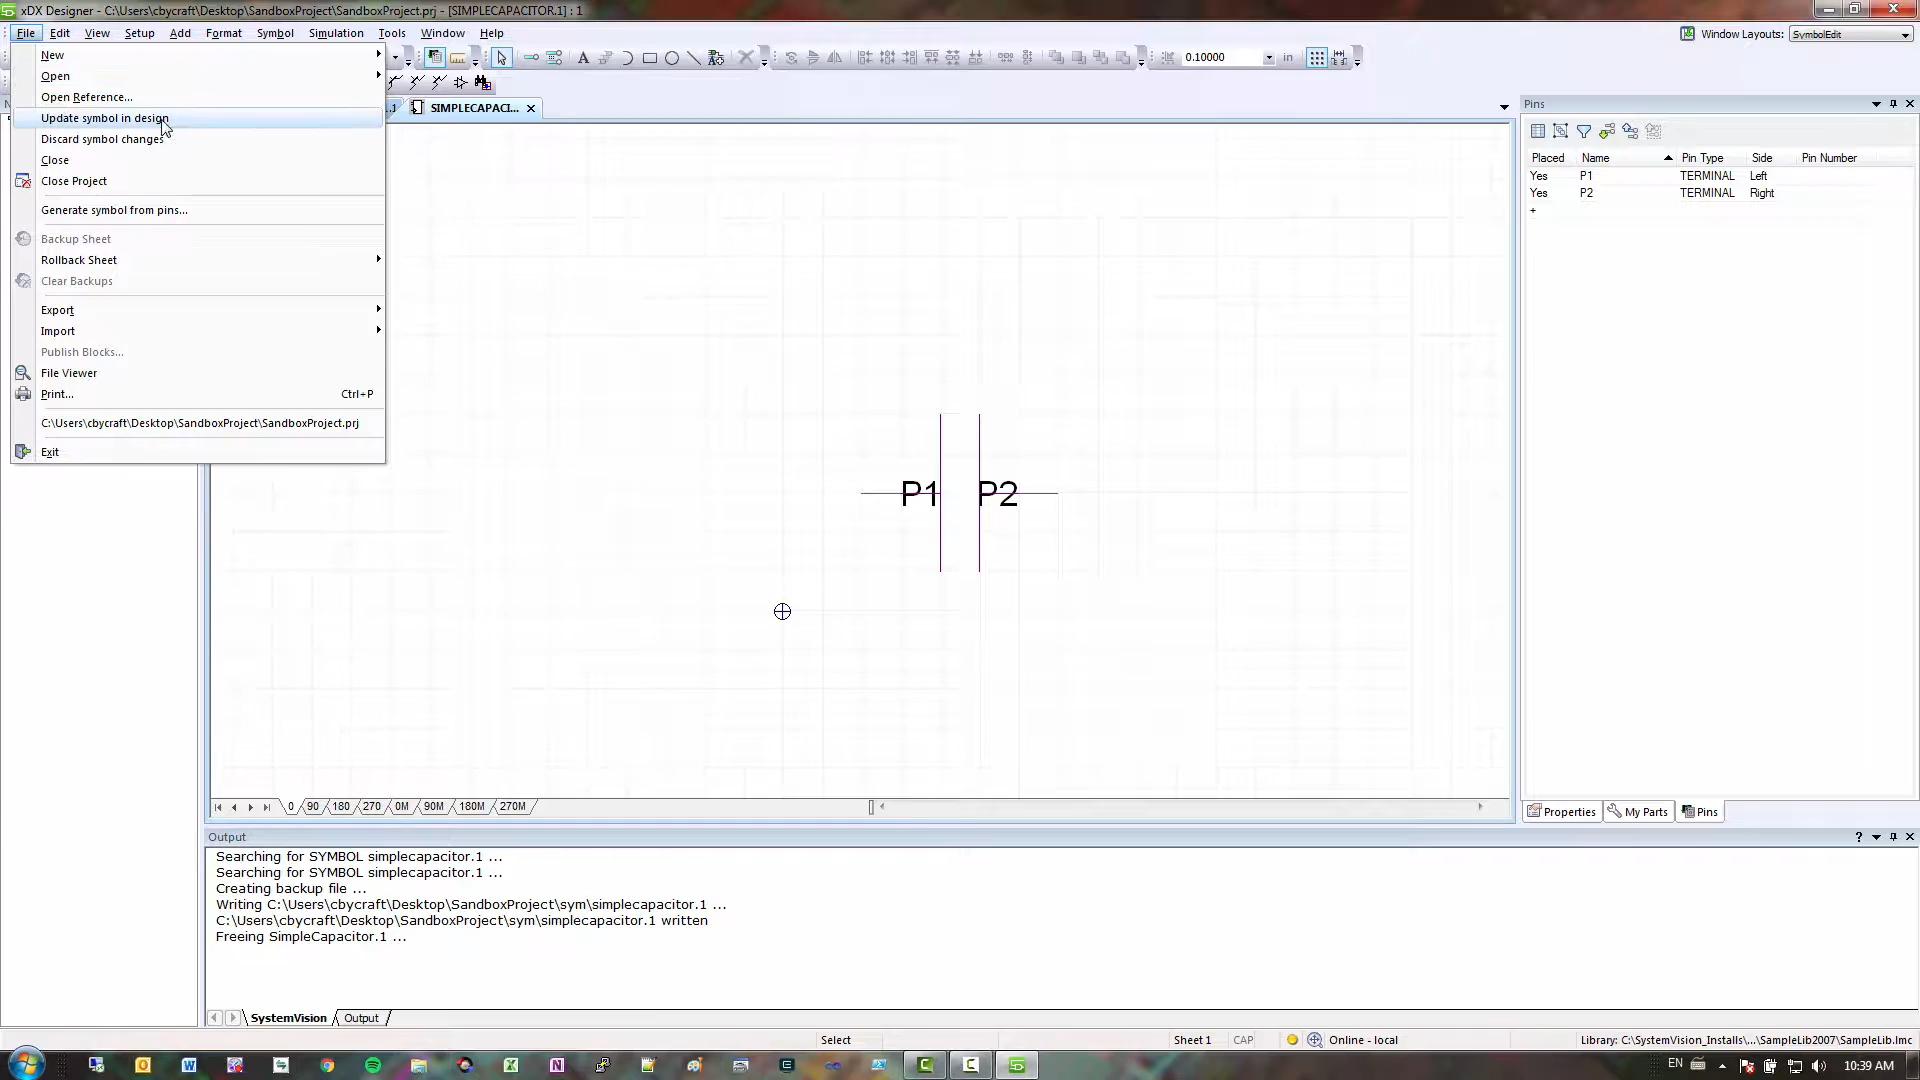 xDX Designer - C:\Users\cbycraft\Desktop\SandboxProject\SandboxProject.prj - [SIMPLECAPACITOR.1] : 1
File Edit View Setup Add Format Symbol Simulation Tools Window Help
Window Layouts: SymbolEdit
0.10000 in
New
Open
Open Reference...
Update symbol in design
Discard symbol changes
Close
Close Project
Generate symbol from pins...
Backup Sheet
Rollback Sheet
Clear Backups
Export
Import
Publish Blocks...
File Viewer
Print... Ctrl+P
C:\Users\cbycraft\Desktop\SandboxProject\SandboxProject.prj
Exit
SIMPLECAPACI...
P1 P2
0 90 180 270 0M 90M 180M 270M
Pins
Placed Name Pin Type Side Pin Number
Yes P1 TERMINAL Left
Yes P2 TERMINAL Right
+
Properties My Parts Pins
Output
Searching for SYMBOL simplecapacitor.1 ...
Searching for SYMBOL simplecapacitor.1 ...
Creating backup file ...
Writing C:\Users\cbycraft\Desktop\SandboxProject\sym\simplecapacitor.1 ...
C:\Users\cbycraft\Desktop\SandboxProject\sym\simplecapacitor.1 written
Freeing SimpleCapacitor.1 ...
SystemVision Output
Select Sheet 1 CAP Online - local Library: C:\SystemVision_Installs\...\SampleLib2007\SampleLib.lmc
EN 10:39 AM